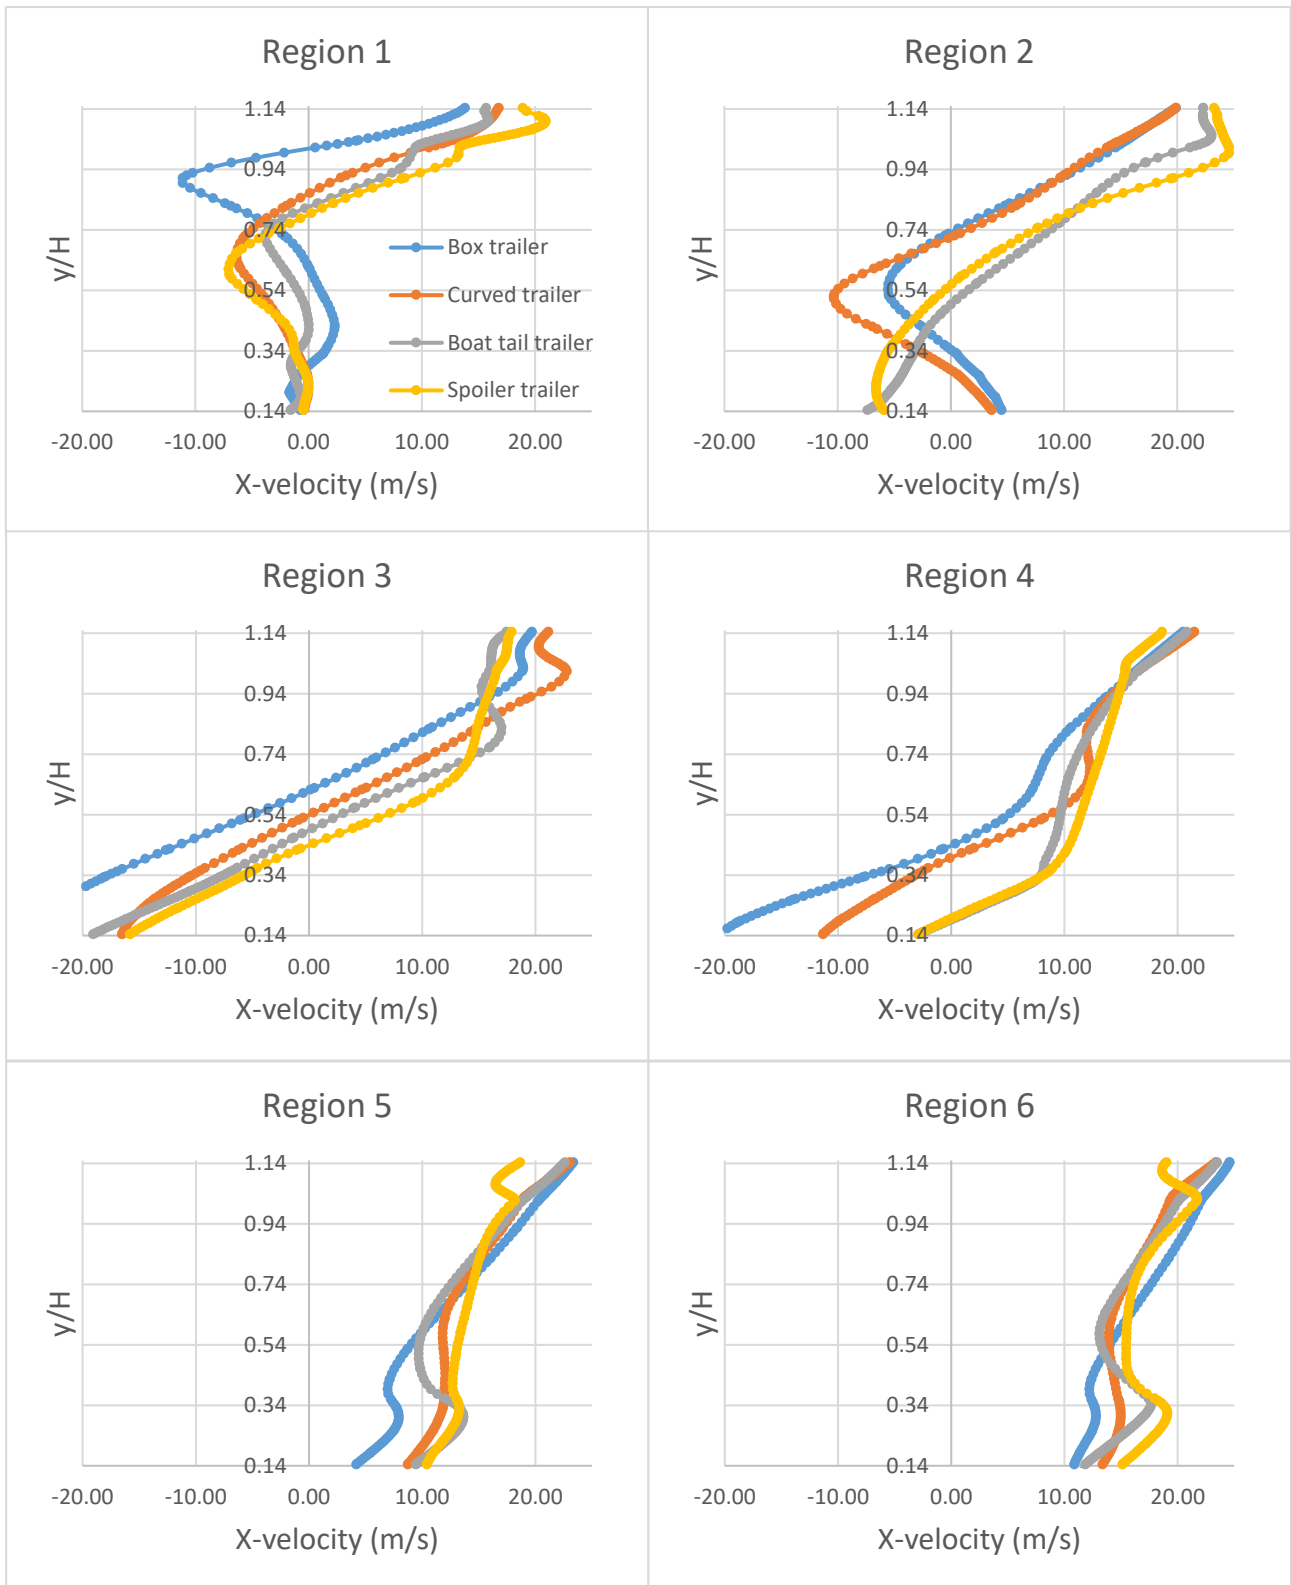 Region 1
1.14
0.94
0.74
0.54
0.34
0.14
y/H
Box trailer
Curved trailer
Boat tail trailer
Spoiler trailer
-20.00 -10.00 0.00 10.00 20.00
X-velocity (m/s)
Region 2
1.14
0.94
0.74
0.54
0.34
0.14
y/H
-20.00 -10.00 0.00 10.00 20.00
X-velocity (m/s)
Region 3
1.14
0.94
0.74
0.54
0.34
0.14
y/H
-20.00 -10.00 0.00 10.00 20.00
X-velocity (m/s)
Region 4
1.14
0.94
0.74
0.54
0.34
0.14
y/H
-20.00 -10.00 0.00 10.00 20.00
X-velocity (m/s)
Region 5
1.14
0.94
0.74
0.54
0.34
0.14
y/H
-20.00 -10.00 0.00 10.00 20.00
X-velocity (m/s)
Region 6
1.14
0.94
0.74
0.54
0.34
0.14
y/H
-20.00 -10.00 0.00 10.00 20.00
X-velocity (m/s)